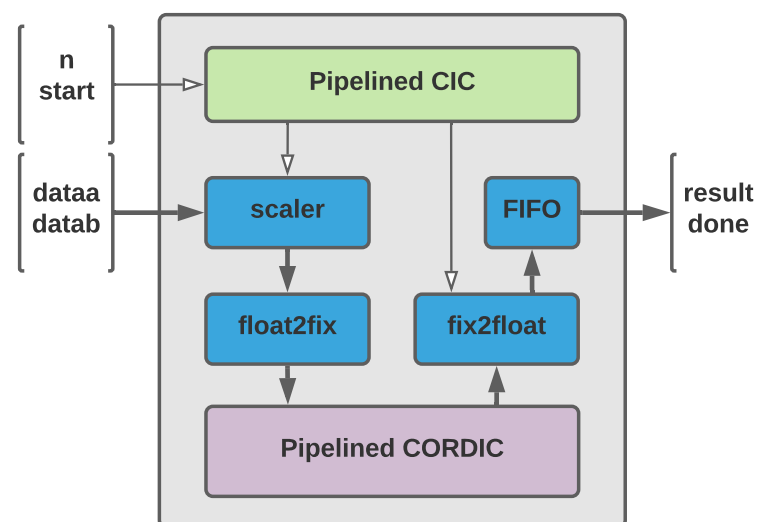 n
start
Pipelined CIC
dataa
datab
scaler
FIFO
result
done
float2fix
fix2float
Pipelined CORDIC